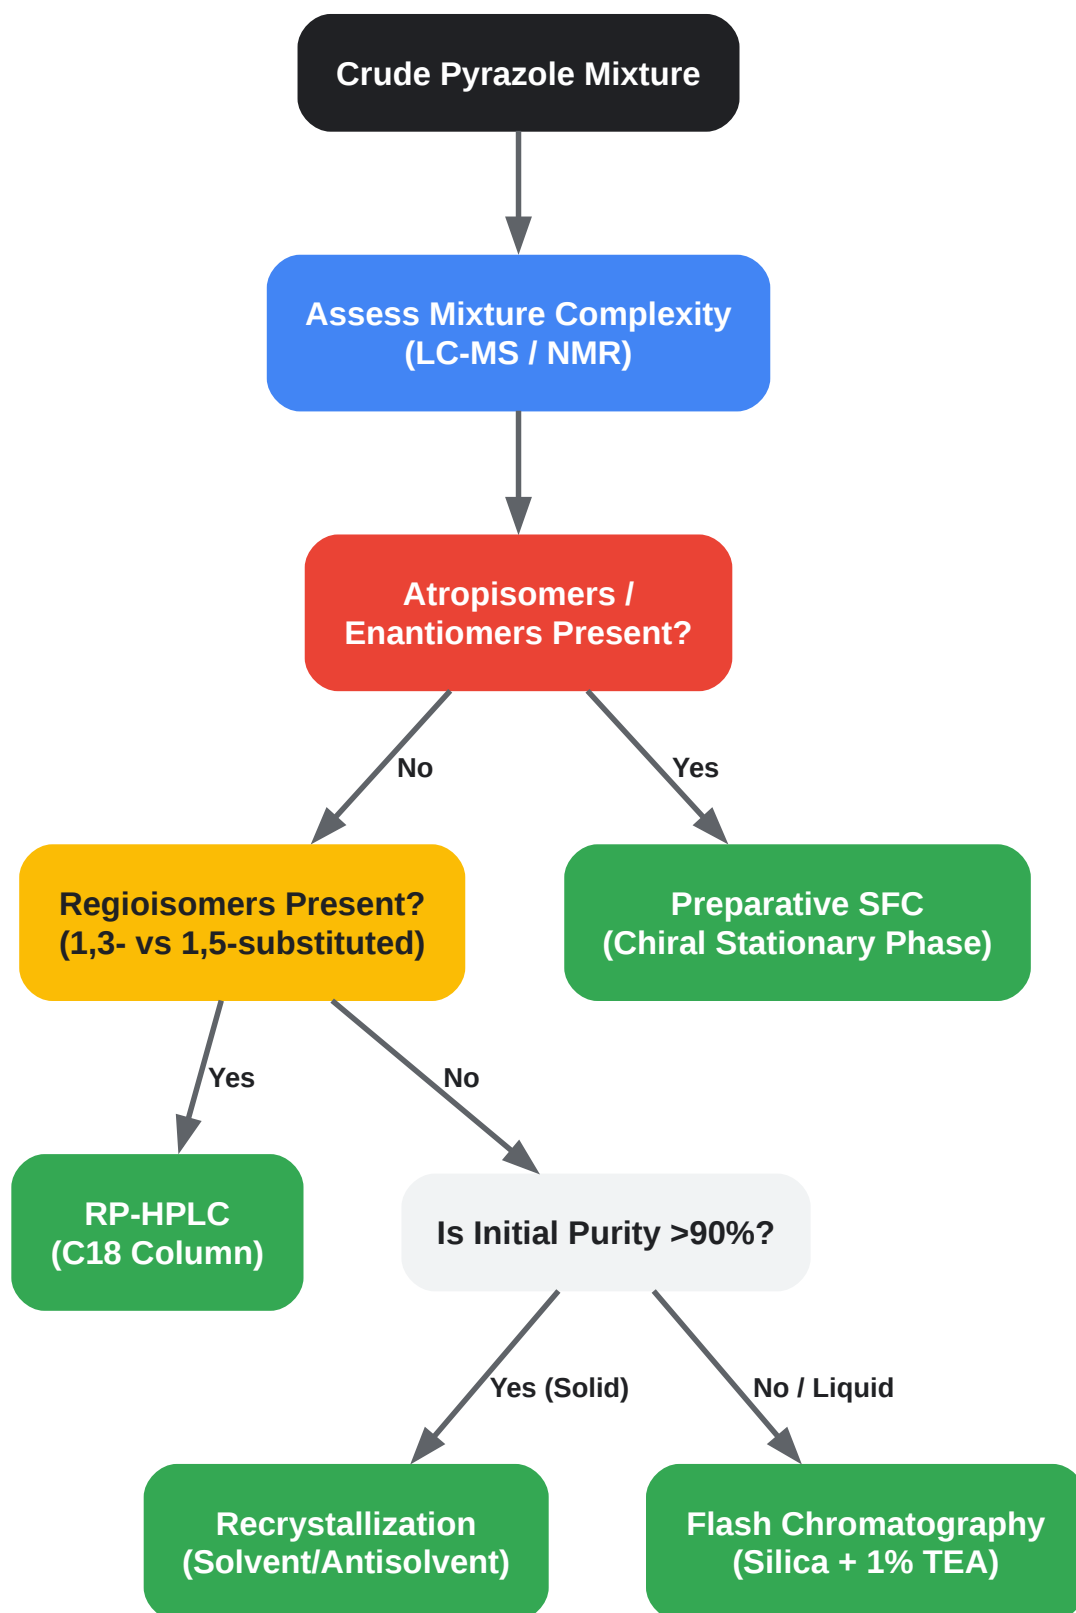 Crude Pyrazole Mixture
Assess Mixture Complexity
(LC-MS / NMR)
Atropisomers /
Enantiomers Present?
No
Yes
Regioisomers Present?
(1,3- vs 1,5-substituted)
Preparative SFC
(Chiral Stationary Phase)
Yes
No
RP-HPLC
(C18 Column)
Is Initial Purity >90%?
Yes (Solid)
No / Liquid
Recrystallization
(Solvent/Antisolvent)
Flash Chromatography
(Silica + 1% TEA)